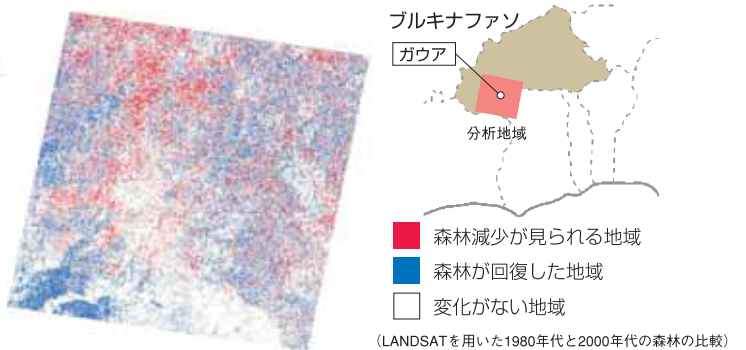 ブルキナファソ
ガウア
分析地域
森林減少が見られる地域
森林が回復した地域
変化がない地域
（LANDSATを用いた1980年代と2000年代の森林の比較）